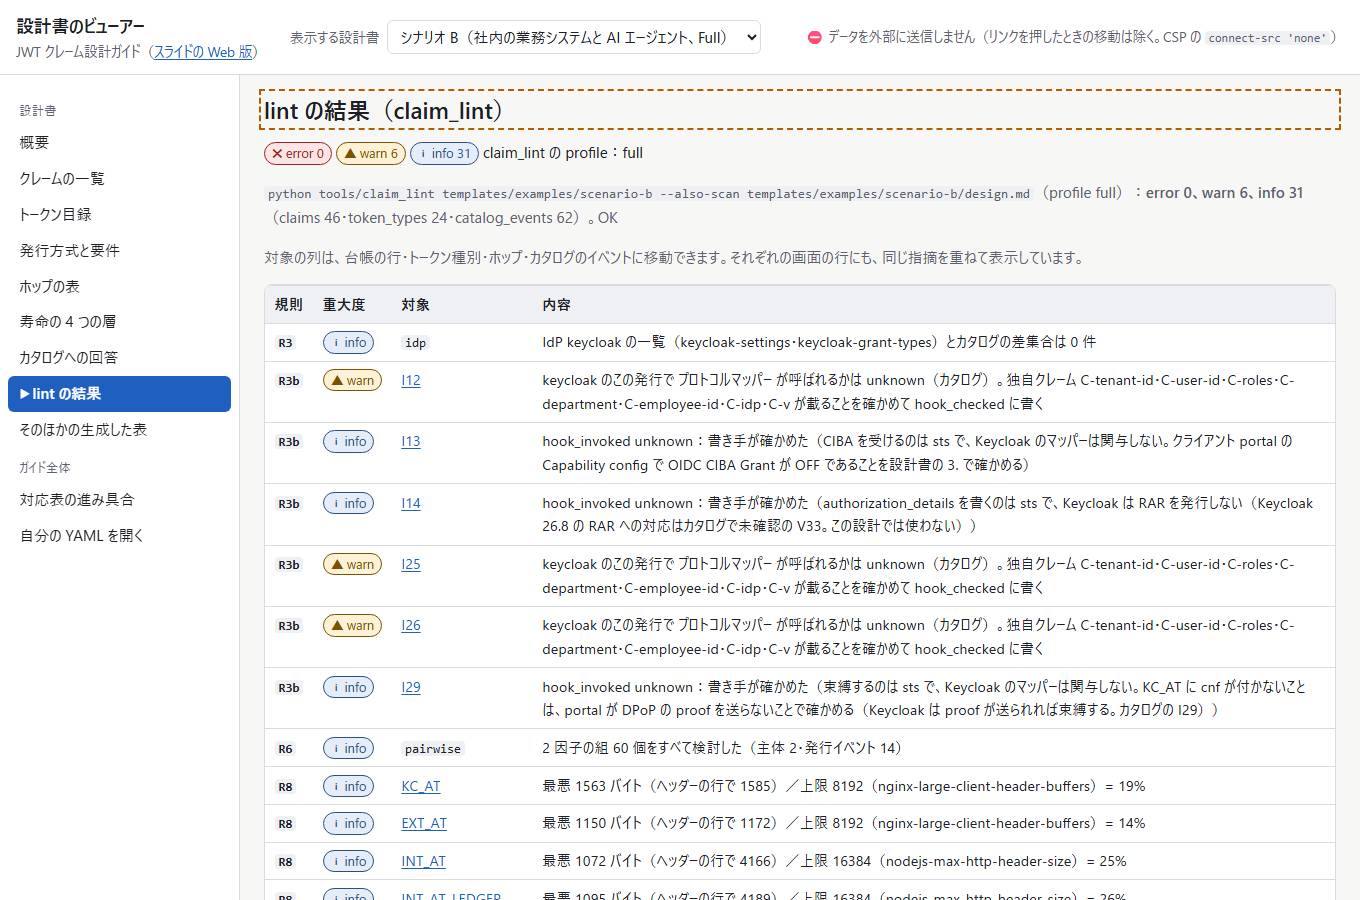 設計書のビューアー
JWT クレーム設計ガイド（スライドの Web 版）
表示する設計書
シナリオ B（社内の業務システムと AI エージェント、Full）
データを外部に送信しません（リンクを押したときの移動は除く。CSP の connect-src 'none'）
設計書
概要
クレームの一覧
トークン目録
発行方式と要件
ホップの表
寿命の 4 つの層
カタログへの回答
▶ lint の結果
そのほかの生成した表
ガイド全体
対応表の進み具合
自分の YAML を開く
lint の結果（claim_lint）
✕ error 0 ▲ warn 6 i info 31 claim_lint の profile：full
python tools/claim_lint templates/examples/scenario-b --also-scan templates/examples/scenario-b/design.md（profile full）：error 0、warn 6、info 31
（claims 46・token_types 24・catalog_events 62）。OK
対象の列は、台帳の行・トークン種別・ホップ・カタログのイベントに移動できます。それぞれの画面の行にも、同じ指摘を重ねて表示しています。
規則 重大度 対象 内容
R3 i info idp IdP keycloak の一覧（keycloak-settings・keycloak-grant-types）とカタログの差集合は 0 件
R3b ▲ warn I12 keycloak のこの発行で プロトコルマッパー が呼ばれるかは unknown（カタログ）。独自クレーム C-tenant-id・C-user-id・C-roles・C-
department・C-employee-id・C-idp・C-v が載ることを確かめて hook_checked に書く
R3b i info I13 hook_invoked unknown：書き手が確かめた（CIBA を受けるのは sts で、Keycloak のマッパーは関与しない。クライアント portal の
Capability config で OIDC CIBA Grant が OFF であることを設計書の 3. で確かめる）
R3b i info I14 hook_invoked unknown：書き手が確かめた（authorization_details を書くのは sts で、Keycloak は RAR を発行しない（Keycloak
26.8 の RAR への対応はカタログで未確認の V33。この設計では使わない））
R3b ▲ warn I25 keycloak のこの発行で プロトコルマッパー が呼ばれるかは unknown（カタログ）。独自クレーム C-tenant-id・C-user-id・C-roles・C-
department・C-employee-id・C-idp・C-v が載ることを確かめて hook_checked に書く
R3b ▲ warn I26 keycloak のこの発行で プロトコルマッパー が呼ばれるかは unknown（カタログ）。独自クレーム C-tenant-id・C-user-id・C-roles・C-
department・C-employee-id・C-idp・C-v が載ることを確かめて hook_checked に書く
R3b i info I29 hook_invoked unknown：書き手が確かめた（束縛するのは sts で、Keycloak のマッパーは関与しない。KC_AT に cnf が付かないこと
は、portal が DPoP の proof を送らないことで確かめる（Keycloak は proof が送られれば束縛する。カタログの I29））
R6 i info pairwise 2 因子の組 60 個をすべて検討した（主体 2・発行イベント 14）
R8 i info KC_AT 最悪 1563 バイト（ヘッダーの行で 1585）／上限 8192（nginx-large-client-header-buffers）= 19%
R8 i info EXT_AT 最悪 1150 バイト（ヘッダーの行で 1172）／上限 8192（nginx-large-client-header-buffers）= 14%
R8 i info INT_AT 最悪 1072 バイト（ヘッダーの行で 4166）／上限 16384（nodejs-max-http-header-size）= 25%
R8 i info INT_AT_LEDGER 最悪 1095 バイト（ヘッダーの行で 4189）／上限 16384（nodejs-max-http-header-size）= 26%